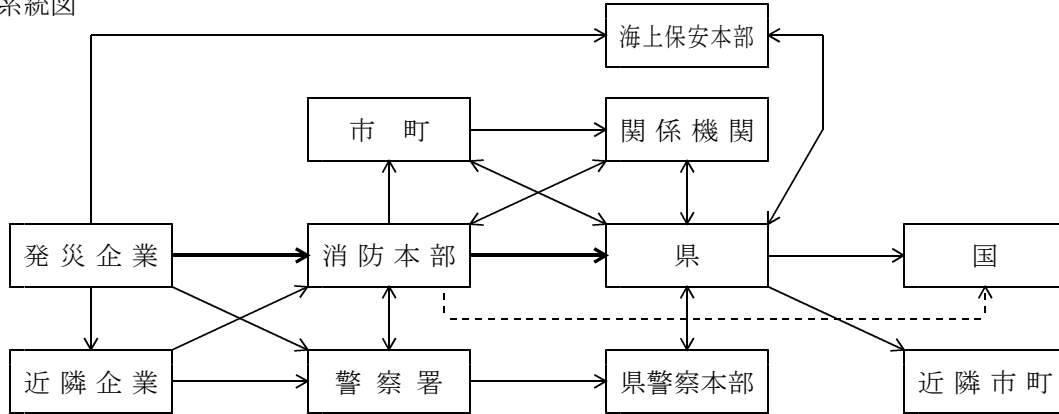 系統図
海上保安本部
市　町
関 係 機 関
発 災 企 業
消 防 本 部
県
国
近 隣 企 業
警 察 署
県警察本部
近 隣 市 町